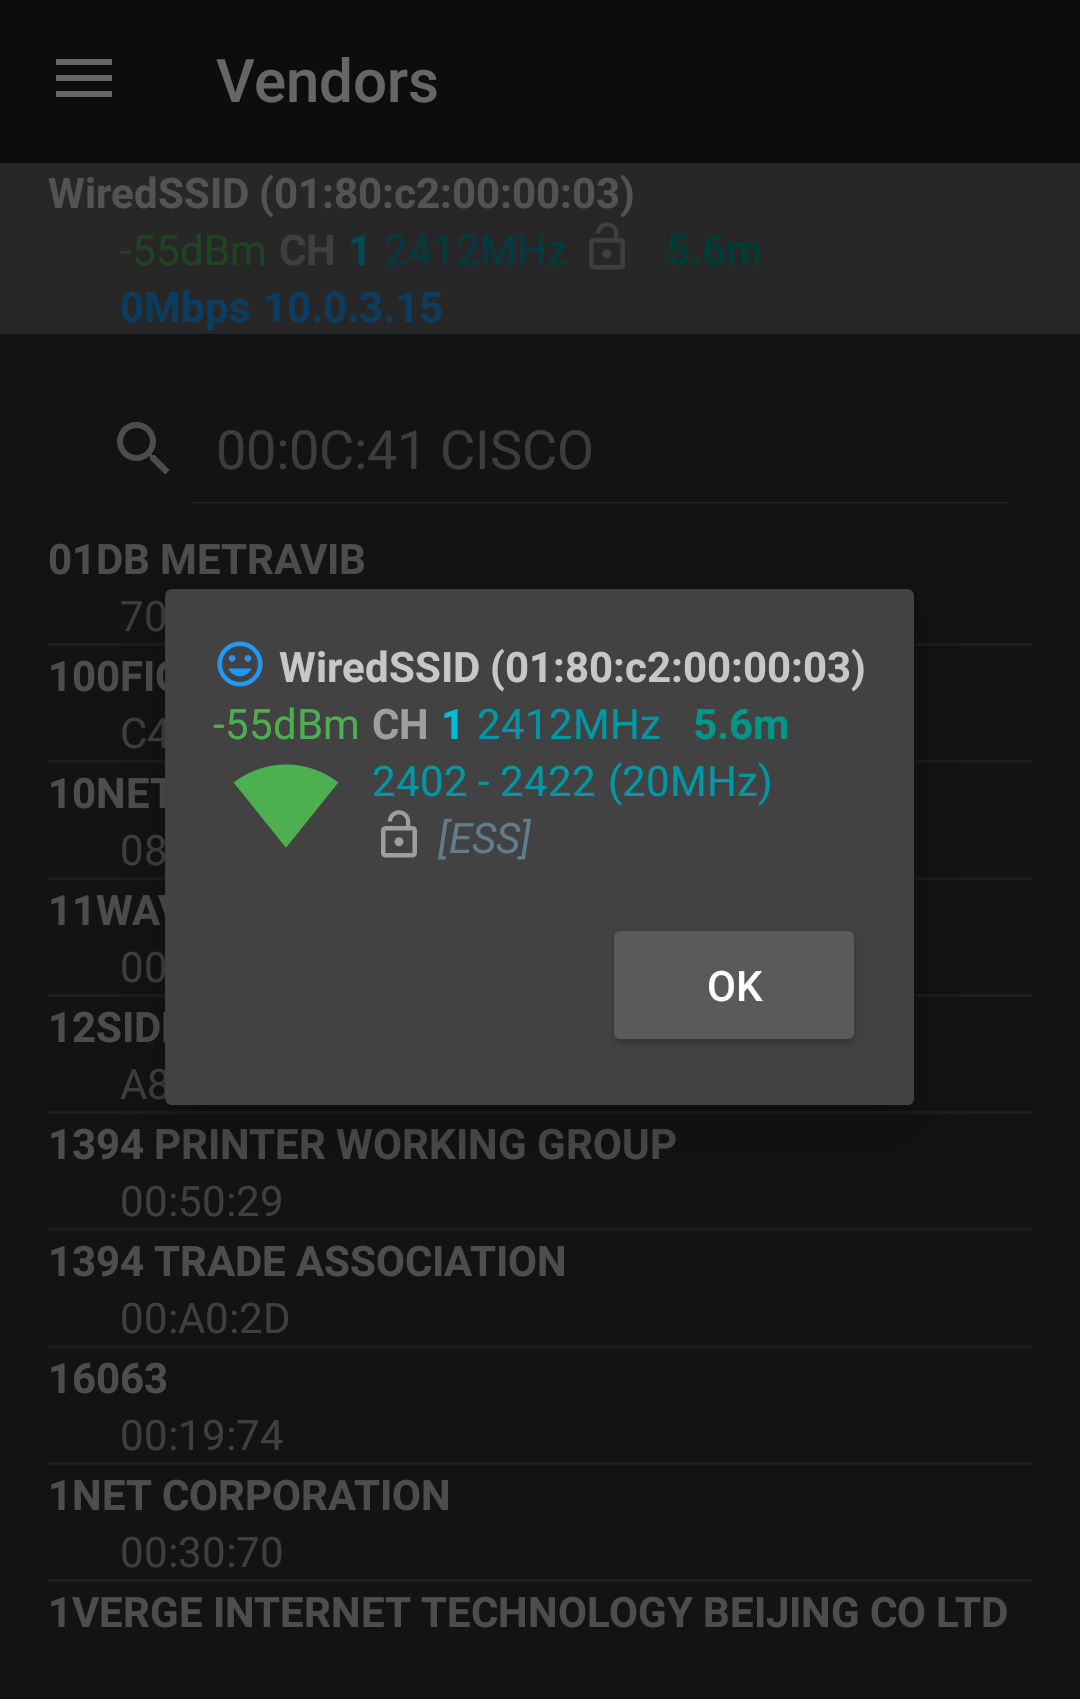 Vendors
WiredSSID (01:80:c2:00:00:03)
-55dBm CH 1 2412MHz 5.6m
0Mbps 10.0.3.15
00:0C:41 CISCO
01DB METRAVIB
70
WiredSSID (01:80:c2:00:00:03)
-55dBm CH 1 2412MHz 5.6m
2402 - 2422 (20MHz)
[ESS]
OK
C4
10NET
08
00
A8
1394 PRINTER WORKING GROUP
00:50:29
1394 TRADE ASSOCIATION
00:A0:2D
16063
00:19:74
1NET CORPORATION
00:30:70
1VERGE INTERNET TECHNOLOGY BEIJING CO LTD